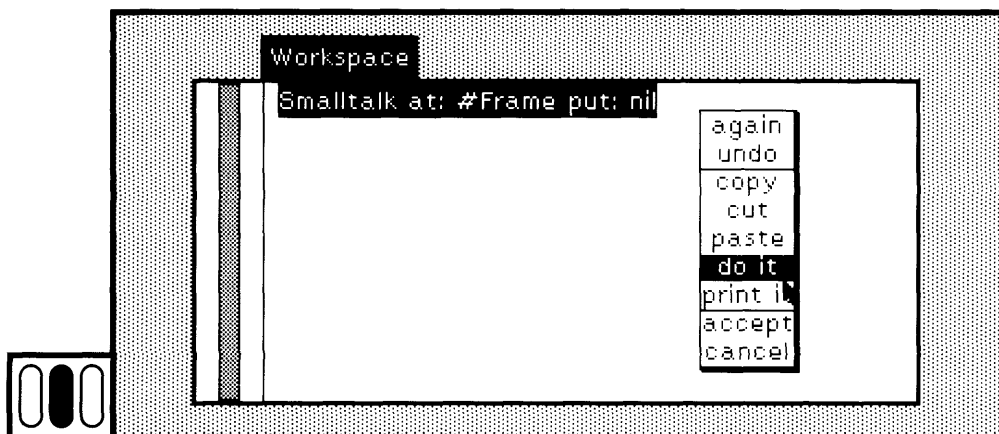 Workspace
Smalltalk at: #Frame put: nil
again
undo
copy
cut
paste
do it
print it
accept
cancel